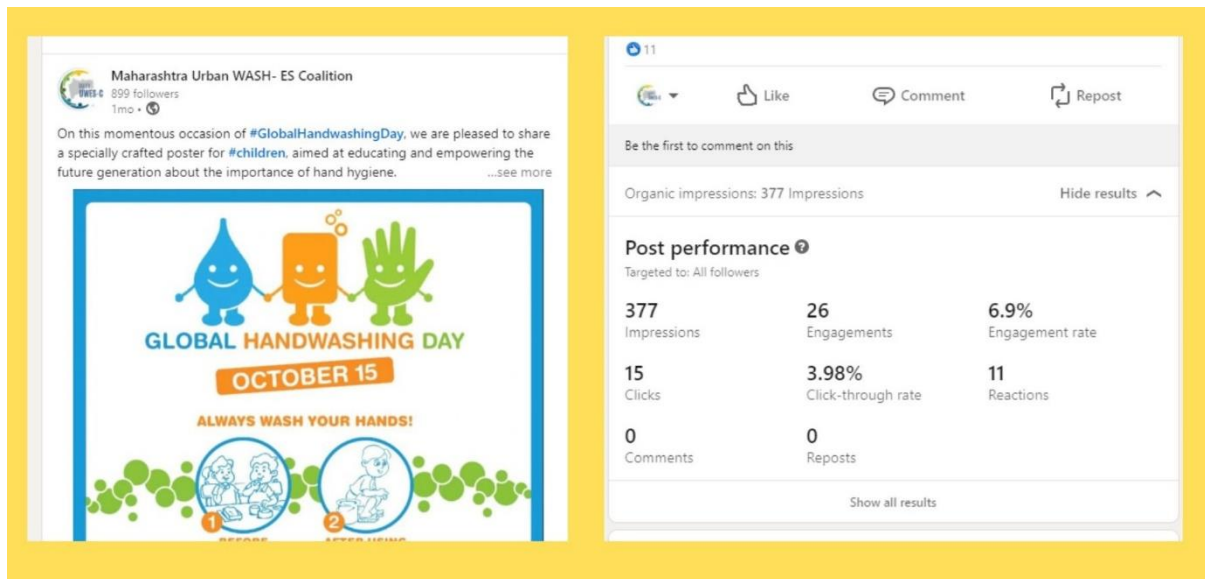 Maharashtra Urban WASH- ES Coalition
UWES-C
899 followers
1mo •
On this momentous occasion of #GlobalHandwashingDay, we are pleased to share
a specially crafted poster for #children, aimed at educating and empowering the
future generation about the importance of hand hygiene. ...see more
GLOBAL HANDWASHING DAY
OCTOBER 15
ALWAYS WASH YOUR HANDS!
1 2
BEFORE AFTER USING
11
Like Comment Repost
Be the first to comment on this
Organic impressions: 377 Impressions Hide results
Post performance ?
Targeted to: All followers
377 26 6.9%
Impressions Engagements Engagement rate
15 3.98% 11
Clicks Click-through rate Reactions
0 0
Comments Reposts
Show all results